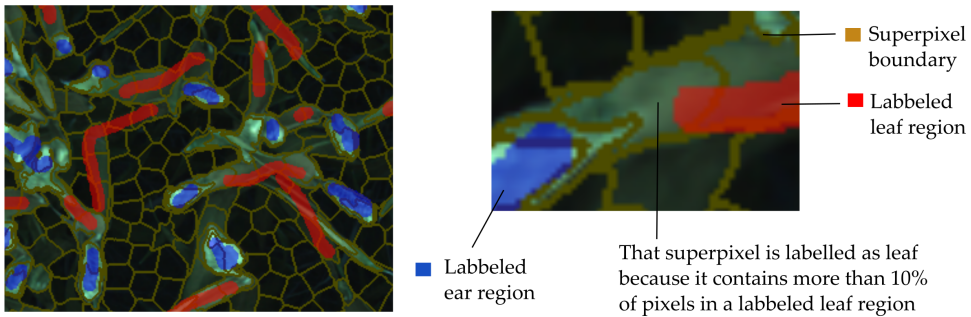 Superpixel
boundary
Labbeled
leaf region
Labbeled
ear region
That superpixel is labelled as leaf
because it contains more than 10%
of pixels in a labbeled leaf region